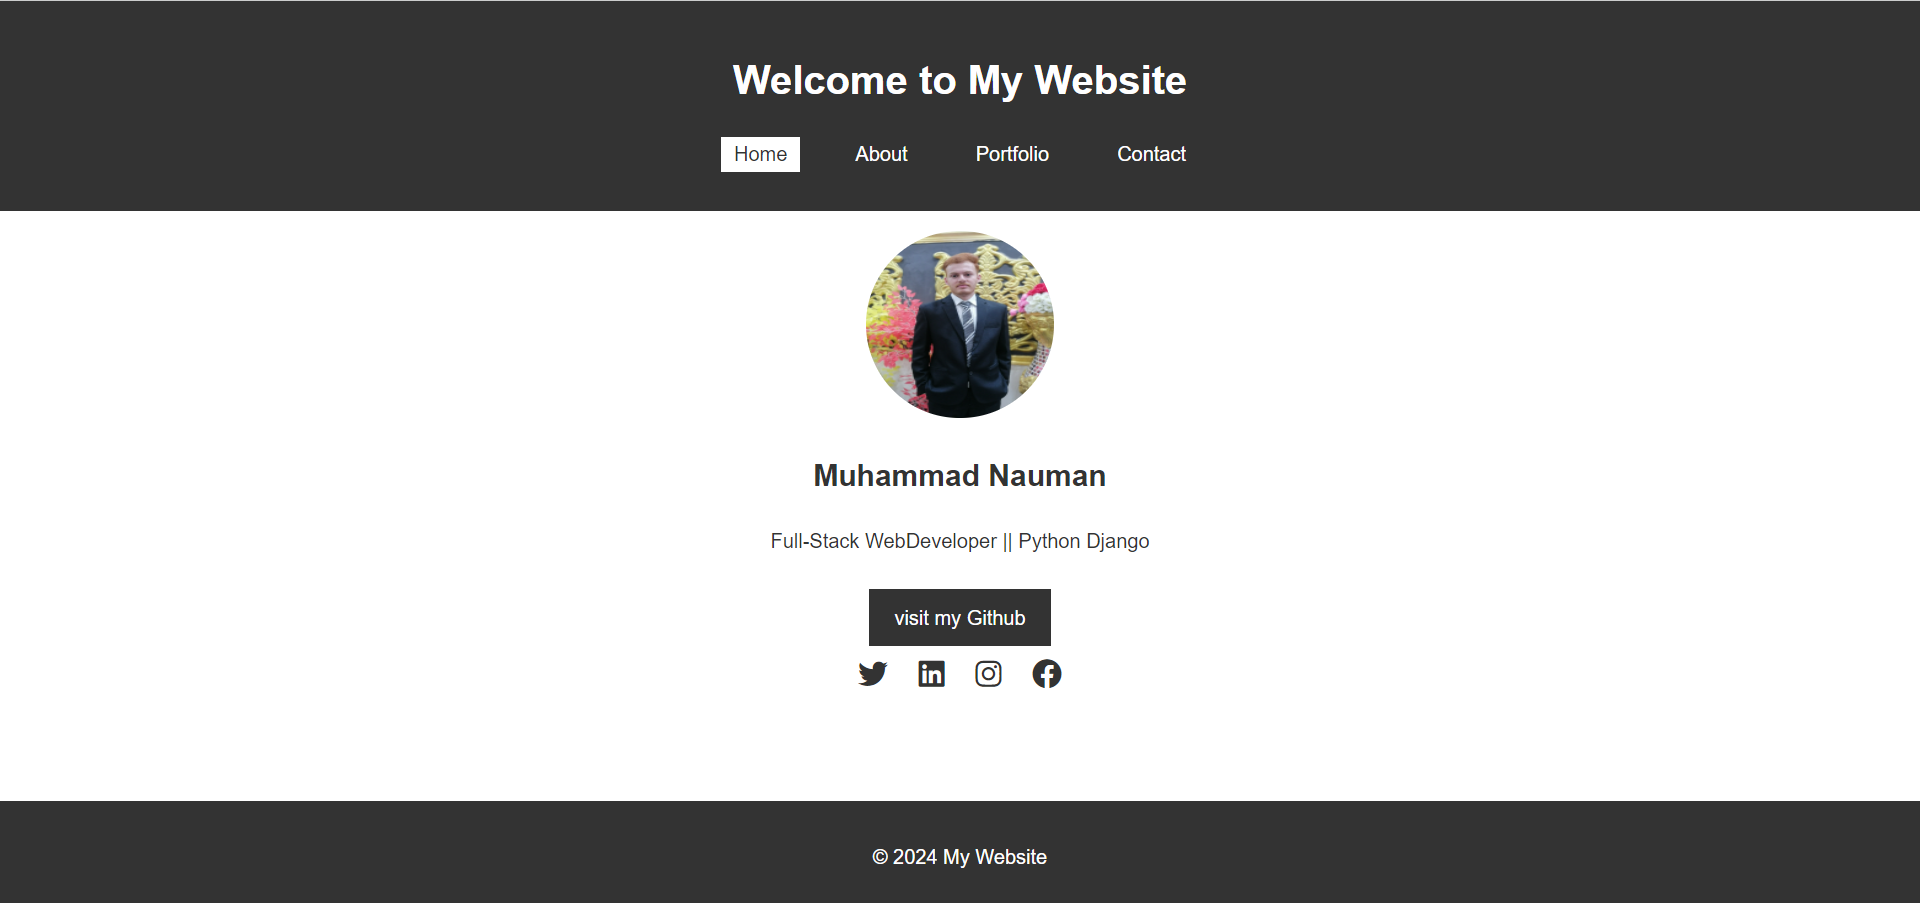 Welcome to My Website
Home About Portfolio Contact
Muhammad Nauman
Full-Stack WebDeveloper || Python Django
visit my Github
© 2024 My Website